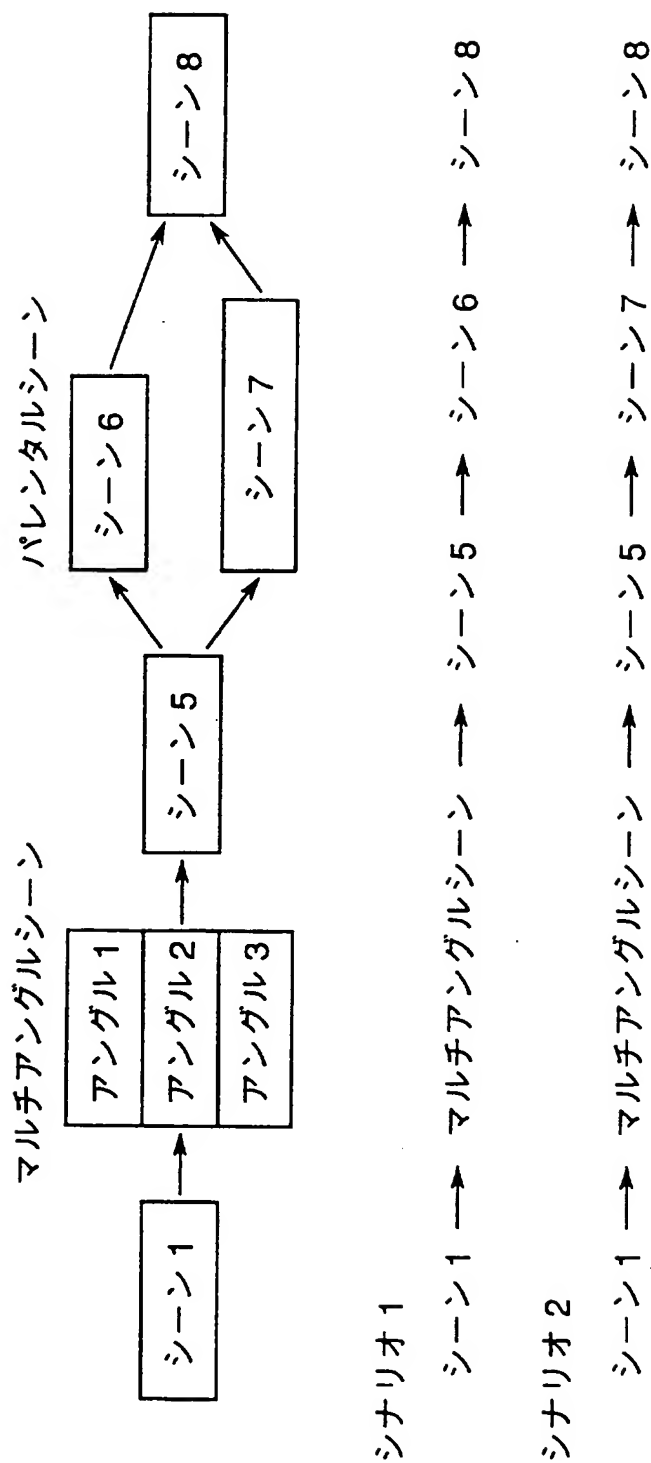 マルチアングルシーン
パレンタルシーン
シーン1
アングル1
アングル2
アングル3
シーン5
シーン6
シーン7
シーン8
シナリオ1
シーン1 → マルチアングルシーン → シーン5 → シーン6 → シーン8
シナリオ2
シーン1 → マルチアングルシーン → シーン5 → シーン7 → シーン8